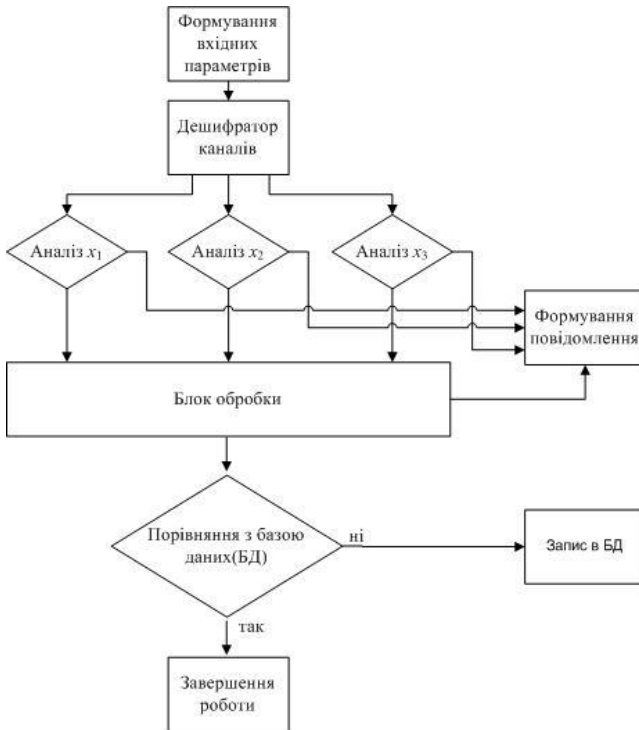 Формування
вхідних
параметрів
Дешифратор
каналів
Аналіз x₁
Аналіз x₂
Аналіз x₃
Формування
повідомлення
Блок обробки
Порівняння з базою
даних(БД)
ні
Запис в БД
так
Завершення
роботи